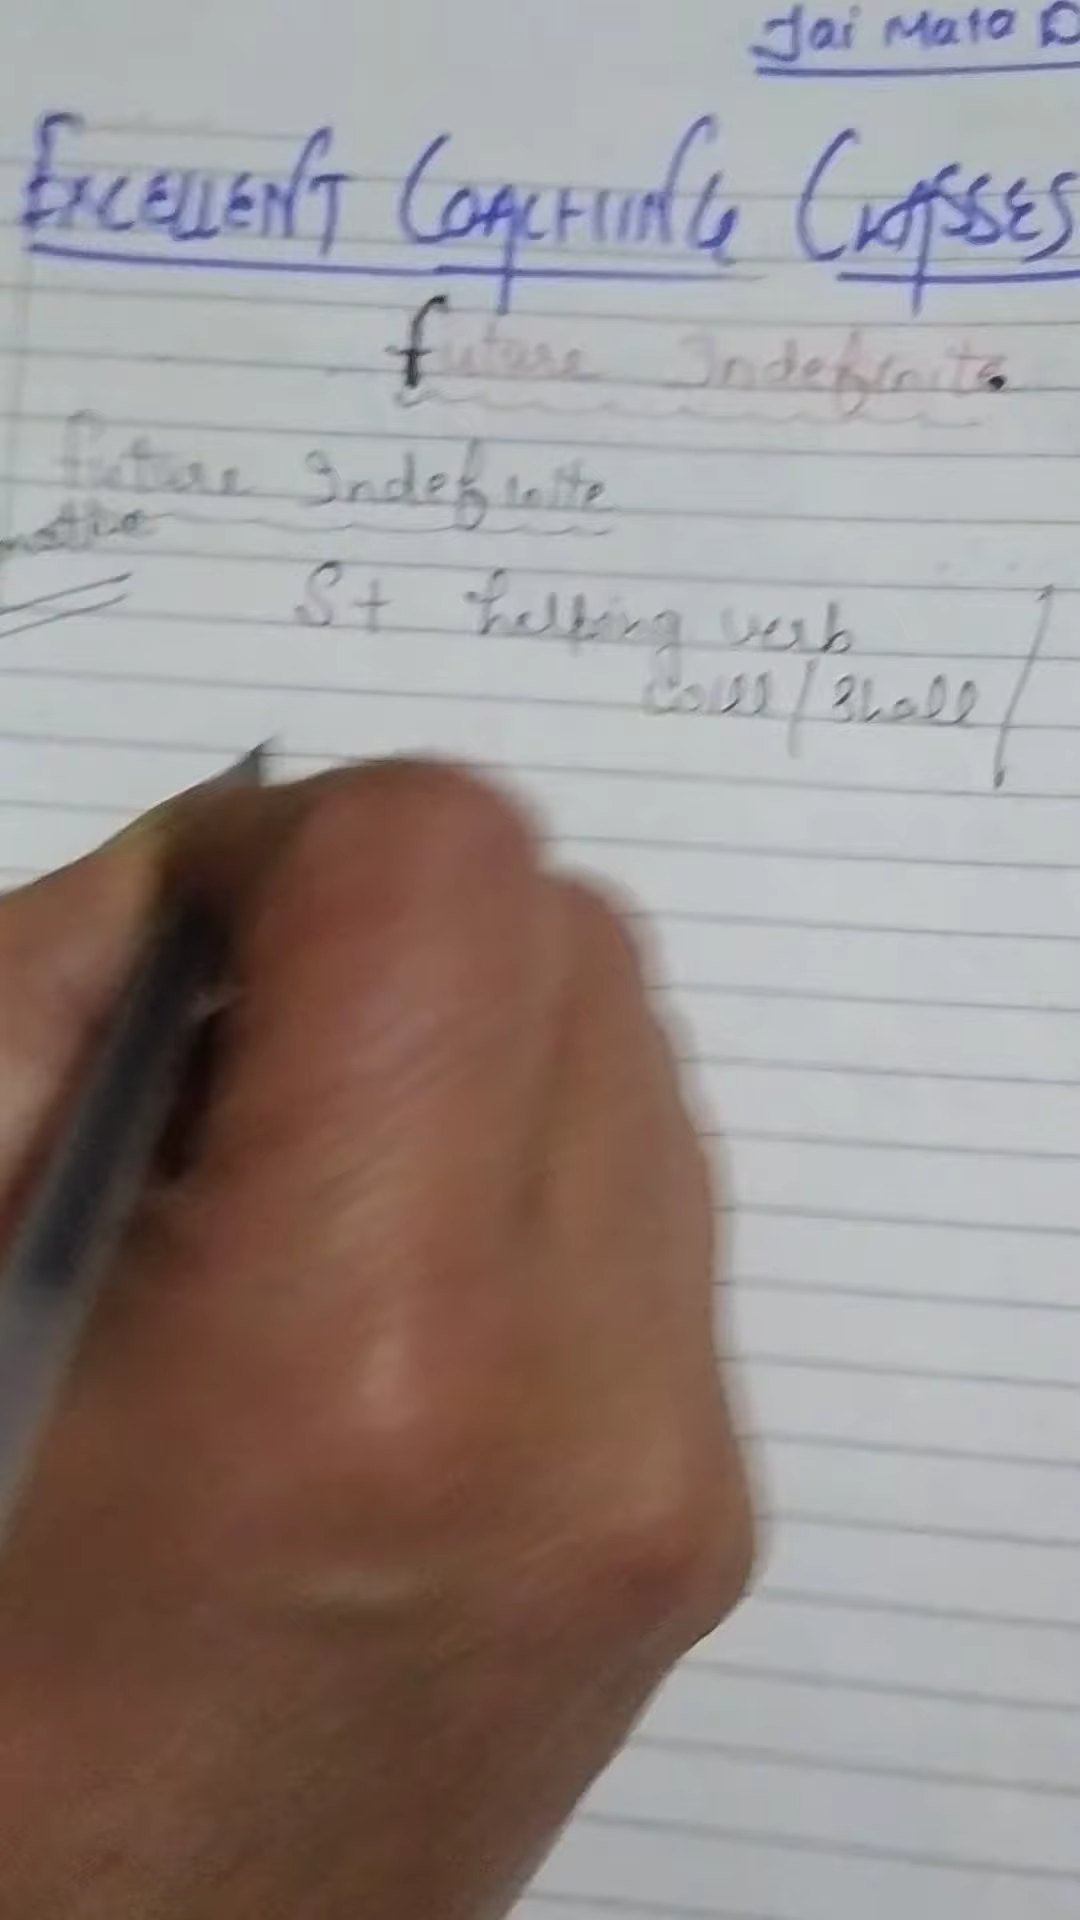 Jai Mata D
EXCELLENT COACHING CLASSES
future Indefinite
future Indefinite
S + helping verb
will / shall